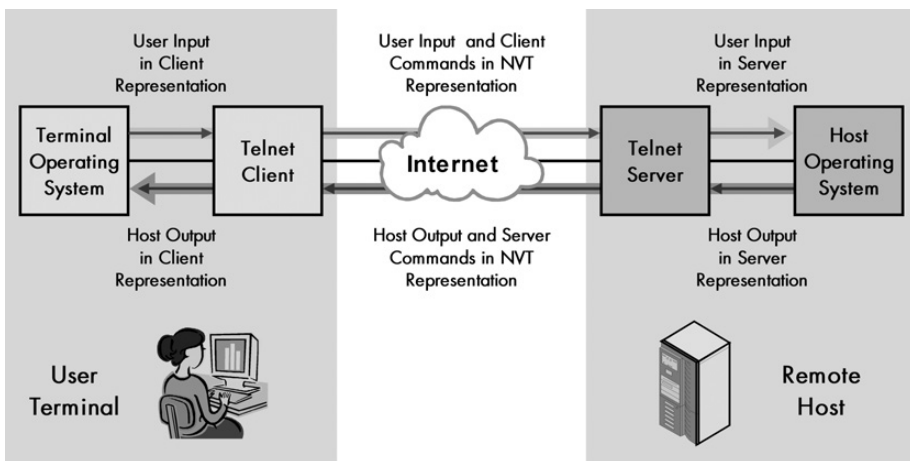 User Input
in Client
Representation
User Input and Client
Commands in NVT
Representation
User Input
in Server
Representation
Terminal
Operating
System
Telnet
Client
Internet
Telnet
Server
Host
Operating
System
Host Output
in Client
Representation
Host Output and Server
Commands in NVT
Representation
Host Output
in Server
Representation
User
Terminal
Remote
Host